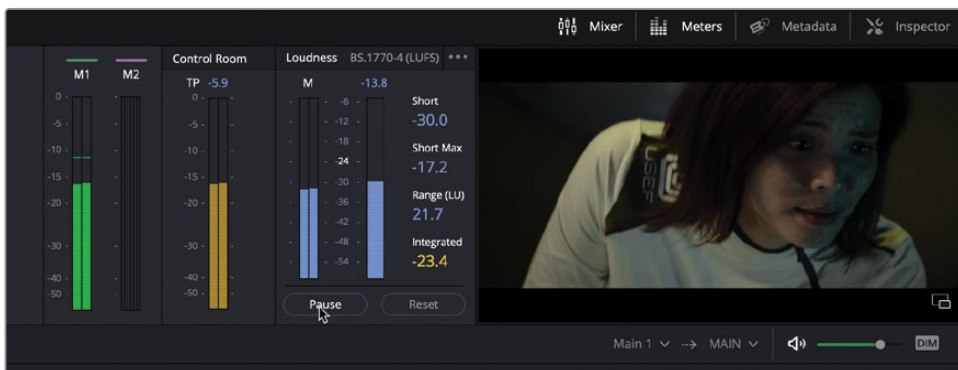 Mixer
Meters
Metadata
Inspector
M1
M2
0
-5
-10
-15
-20
-30
-40
-50
Control Room
TP -5.9
0
-5
-10
-15
-20
-30
-40
-50
Loudness BS.1770-4 (LUFS)
M -13.8
-6
-12
-18
-24
-30
-36
-42
-48
-54
Short
-30.0
Short Max
-17.2
Range (LU)
21.7
Integrated
-23.4
Pause
Reset
USEF
Main 1
MAIN
DIM